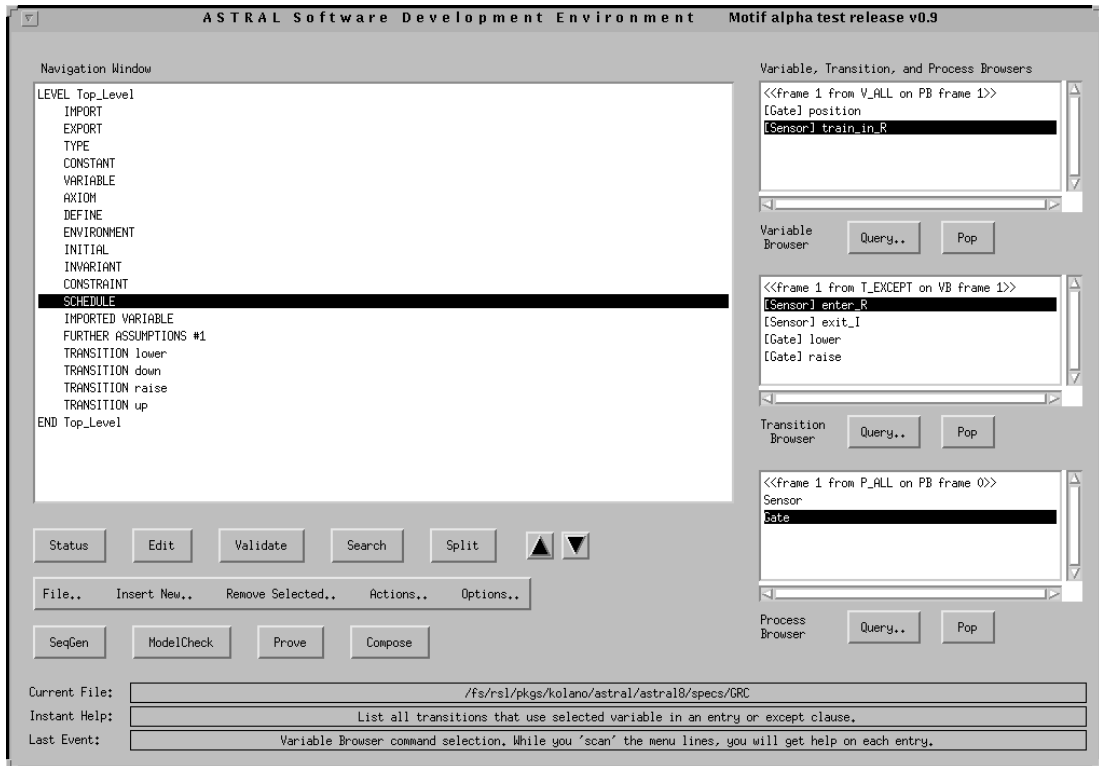 ASTRAL Software Development Environment Motif alpha test release v0.9
Navigation Window
LEVEL Top_Level
IMPORT
EXPORT
TYPE
CONSTANT
VARIABLE
AXIOM
DEFINE
ENVIRONMENT
INITIAL
INVARIANT
CONSTRAINT
SCHEDULE
IMPORTED VARIABLE
FURTHER ASSUMPTIONS #1
TRANSITION lower
TRANSITION down
TRANSITION raise
TRANSITION up
END Top_Level
Status Edit Validate Search Split
File.. Insert New.. Remove Selected.. Actions.. Options..
SeqGen ModelCheck Prove Compose
Variable, Transition, and Process Browsers
<<frame 1 from V_ALL on PB frame 1>>
[Gate] position
[Sensor] train_in_R
Variable Browser Query.. Pop
<<frame 1 from T_EXCEPT on VB frame 1>>
[Sensor] enter_R
[Sensor] exit_I
[Gate] lower
[Gate] raise
Transition Browser Query.. Pop
<<frame 1 from P_ALL on PB frame 0>>
Sensor
Gate
Process Browser Query.. Pop
Current File: /fs/rsl/pkgs/kolano/astral/astral8/specs/GRC
Instant Help: List all transitions that use selected variable in an entry or except clause.
Last Event: Variable Browser command selection. While you 'scan' the menu lines, you will get help on each entry.